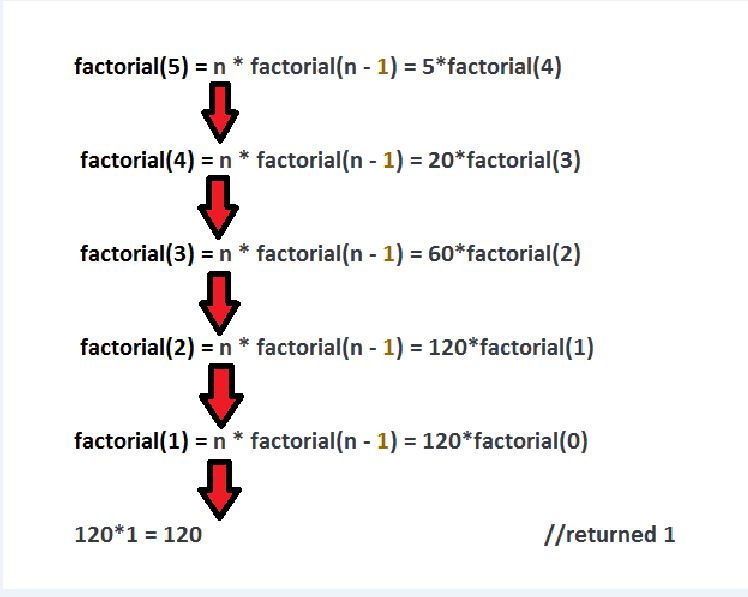 factorial(5) = n * factorial(n - 1) = 5*factorial(4)
factorial(4) = n * factorial(n - 1) = 20*factorial(3)
factorial(3) = n * factorial(n - 1) = 60*factorial(2)
factorial(2) = n * factorial(n - 1) = 120*factorial(1)
factorial(1) = n * factorial(n - 1) = 120*factorial(0)
120*1 = 120 //returned 1